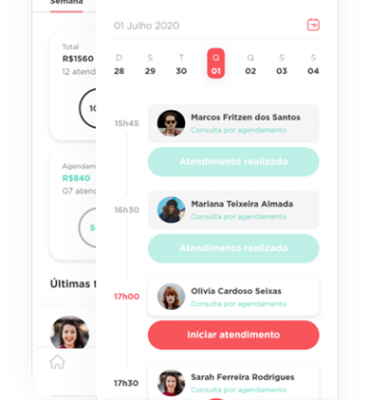 Semana
Total
R$1560
12 atend
10
Agendam
R$840
07 atenc
Últimas
01 Julho 2020
D S T Q Q S S
28 29 30 01 02 03 04
15h45
Marcos Fritzen dos Santos
Consulta por agendamento
Atendimento realizado
16h30
Mariana Teixeira Almada
Consulta por agendamento
Atendimento realizado
17h00
Olivia Cardoso Seixas
Consulta por agendamento
Iniciar atendimento
17h30
Sarah Ferreira Rodrigues
Consulta por agendamento